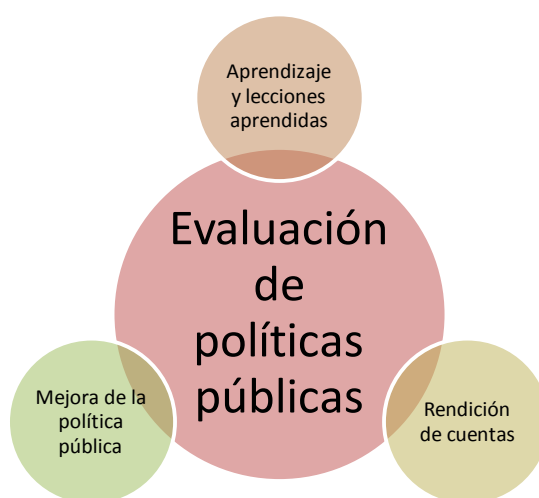 Aprendizaje
y lecciones
aprendidas
Evaluación
de
políticas
públicas
Mejora de la
política
pública
Rendición
de cuentas